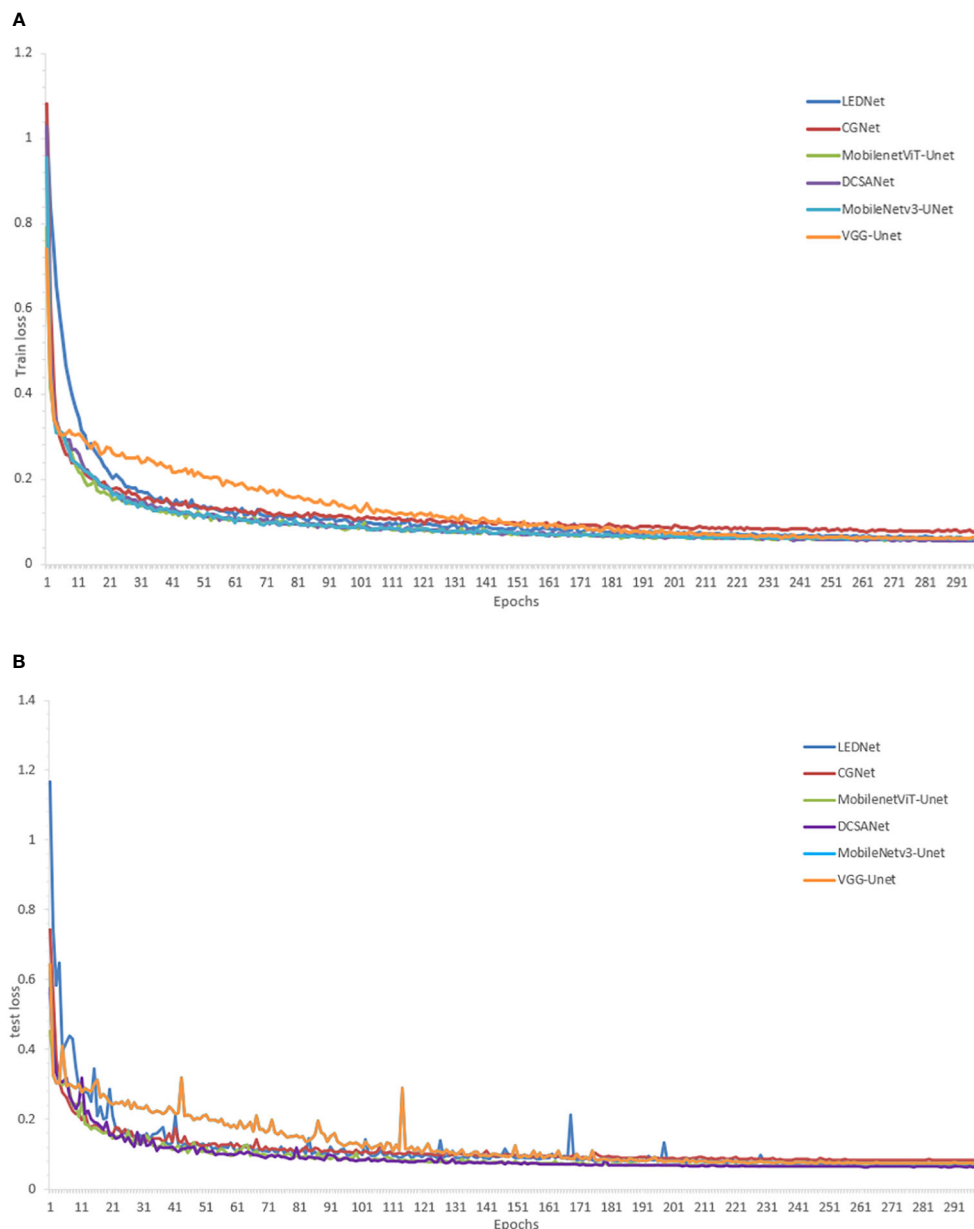 A
1.2
1
0.8
0.6
0.4
0.2
0
Train loss
1 11 21 31 41 51 61 71 81 91 101 111 121 131 141 151 161 171 181 191 201 211 221 231 241 251 261 271 281 291
Epochs
LEDNet
CGNet
MobilenetViT-Unet
DCSANet
MobileNetv3-UNet
VGG-Unet
B
1.4
1.2
1
0.8
0.6
0.4
0.2
0
test loss
1 11 21 31 41 51 61 71 81 91 101 111 121 131 141 151 161 171 181 191 201 211 221 231 241 251 261 271 281 291
Epochs
LEDNet
CGNet
MobilenetViT-Unet
DCSANet
MobileNetv3-Unet
VGG-Unet